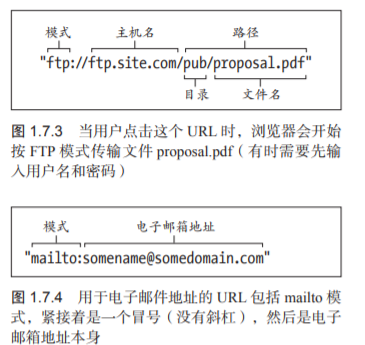 模式 主机名 路径
"ftp://ftp.site.com/pub/proposal.pdf"
目录 文件名
图 1.7.3 当用户点击这个 URL 时，浏览器会开始
按 FTP 模式传输文件 proposal.pdf（有时需要先输
入用户名和密码）
模式 电子邮箱地址
"mailto:somename@somedomain.com"
图 1.7.4 用于电子邮件地址的 URL 包括 mailto 模
式，紧接着是一个冒号（没有斜杠），然后是电子
邮箱地址本身